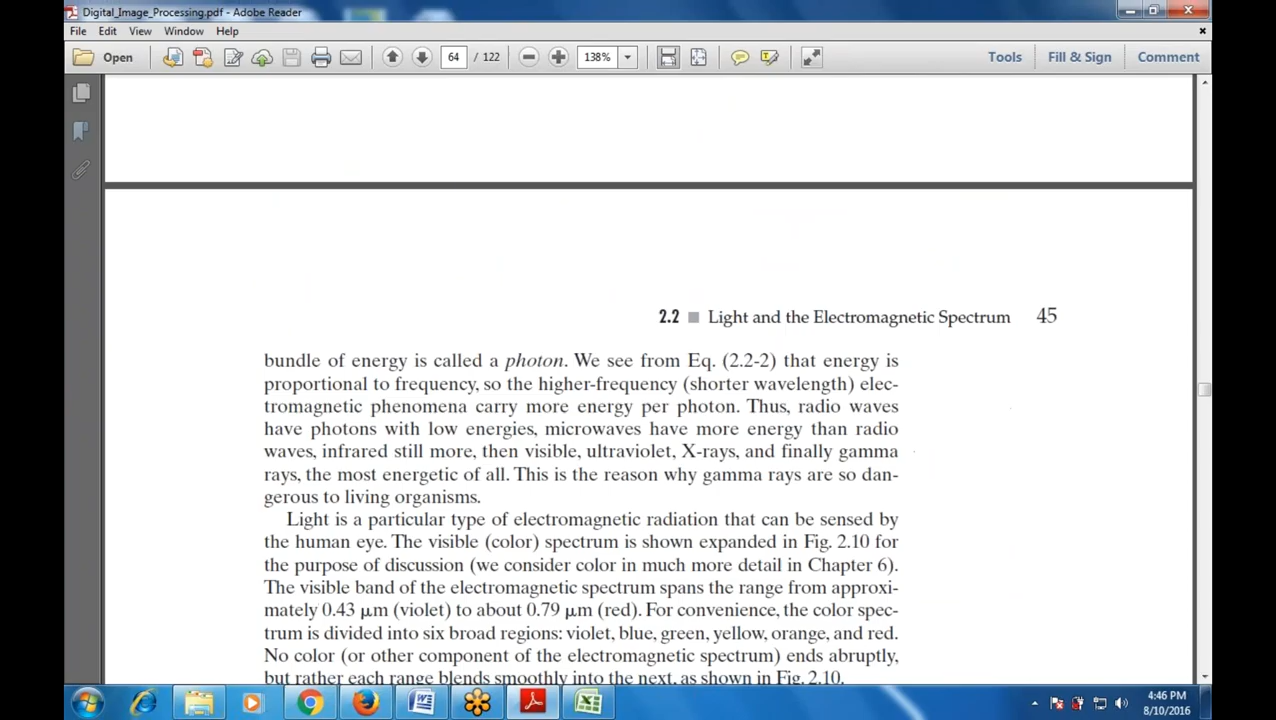 Digital_Image_Processing.pdf - Adobe Reader
File Edit View Window Help
Open 64 / 122 138% Tools Fill & Sign Comment
2.2 ■ Light and the Electromagnetic Spectrum 45
bundle of energy is called a photon. We see from Eq. (2.2-2) that energy is
proportional to frequency, so the higher-frequency (shorter wavelength) elec-
tromagnetic phenomena carry more energy per photon. Thus, radio waves
have photons with low energies, microwaves have more energy than radio
waves, infrared still more, then visible, ultraviolet, X-rays, and finally gamma
rays, the most energetic of all. This is the reason why gamma rays are so dan-
gerous to living organisms.
Light is a particular type of electromagnetic radiation that can be sensed by
the human eye. The visible (color) spectrum is shown expanded in Fig. 2.10 for
the purpose of discussion (we consider color in much more detail in Chapter 6).
The visible band of the electromagnetic spectrum spans the range from approxi-
mately 0.43 μm (violet) to about 0.79 μm (red). For convenience, the color spec-
trum is divided into six broad regions: violet, blue, green, yellow, orange, and red.
No color (or other component of the electromagnetic spectrum) ends abruptly,
but rather each range blends smoothly into the next, as shown in Fig. 2.10.
4:46 PM
8/10/2016